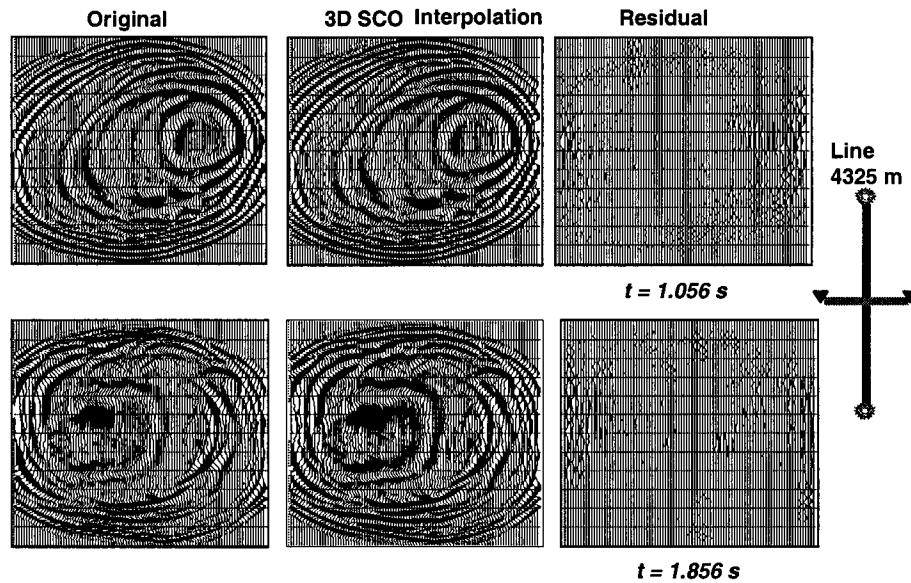 Original
3D SCO Interpolation
Residual
Line
4325 m
t = 1.056 s
t = 1.856 s